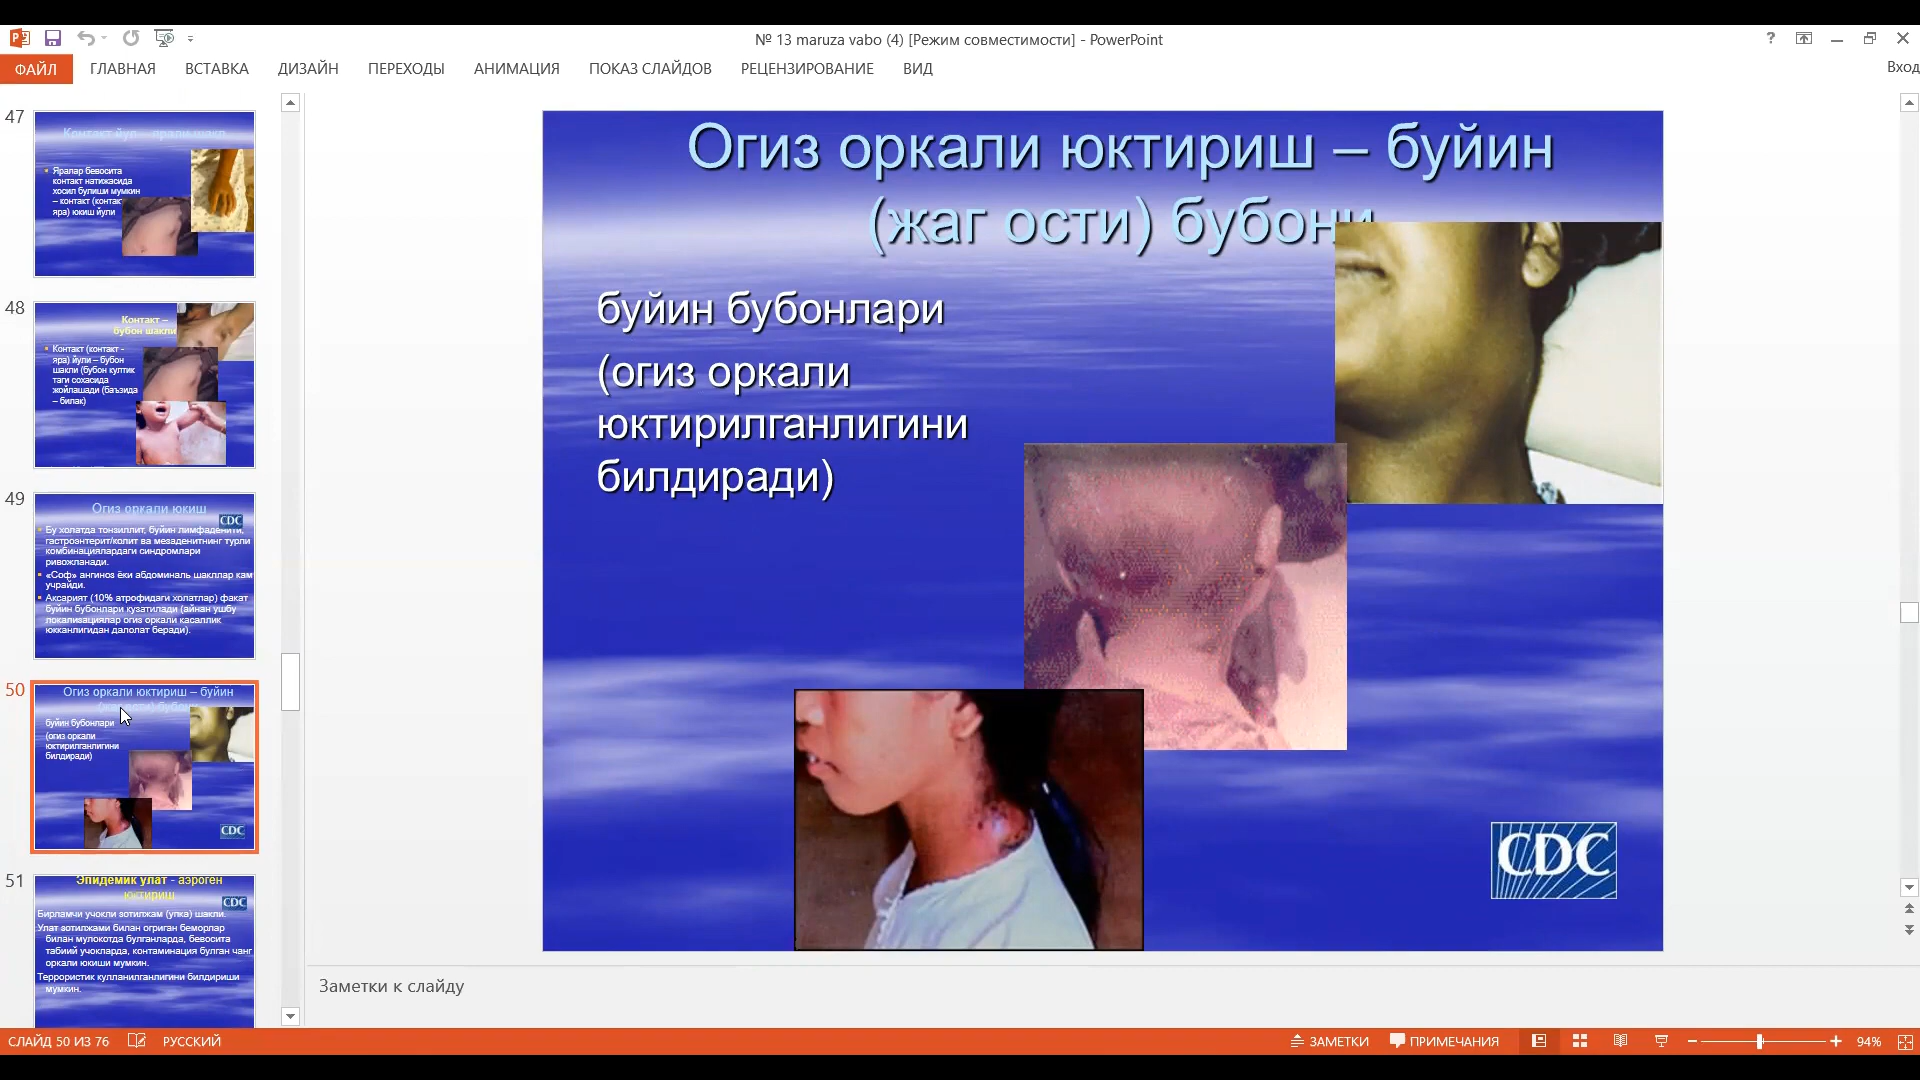 № 13 maruza vabo (4) [Режим совместимости] - PowerPoint
ФАЙЛ ГЛАВНАЯ ВСТАВКА ДИЗАЙН ПЕРЕХОДЫ АНИМАЦИЯ ПОКАЗ СЛАЙДОВ РЕЦЕНЗИРОВАНИЕ ВИД Вход
47
Контакт йул
Яралар бевосита
контакт натижасида
хосил булиши мумкин
– контакт
яра) юкиш йули
48
Контакт –
бубон шакли
Контакт (контакт -
яра) йули – бубон
шакли (бубон култик
таги сохасида
жойлашади (баъзида
– билак)
49
Огиз оркали юкиш
CDC
Бу холатда тонзиллит, буйин лимфаденити,
гастроэнтерит/колит ва мезаденитнинг турли
комбинациялардаги синдромлари
ривожланади.
«Соф» ангиноз ёки абдоминаль шакллар кам
учрайди.
Аксарият (10% атрофидаги холатлар) факат
буйин бубонлари кузатилади (айнан ушбу
локализациялар огиз оркали касаллик
юкканлигидан далолат беради).
50
Огиз оркали юктириш – буйин
буйин бубонлари
(огиз оркали
юктирилганлигини
билдиради)
CDC
51
Эпидемик улат - аэроген
юктириш
CDC
Бирламчи учокли зотилжам (упка) шакли.
Улат зотилжами билан огриган беморлар
билан мулокотда булганларда, бевосита
табиий учокларда, контаминация булган чанг
оркали юкиши мумкин.
Террористик кулланилганлигини билдириши
мумкин.
Огиз оркали юктириш – буйин
(жаг ости) бубони
буйин бубонлари
(огиз оркали
юктирилганлигини
билдиради)
CDC
Заметки к слайду
СЛАЙД 50 ИЗ 76 РУССКИЙ ЗАМЕТКИ ПРИМЕЧАНИЯ 94%